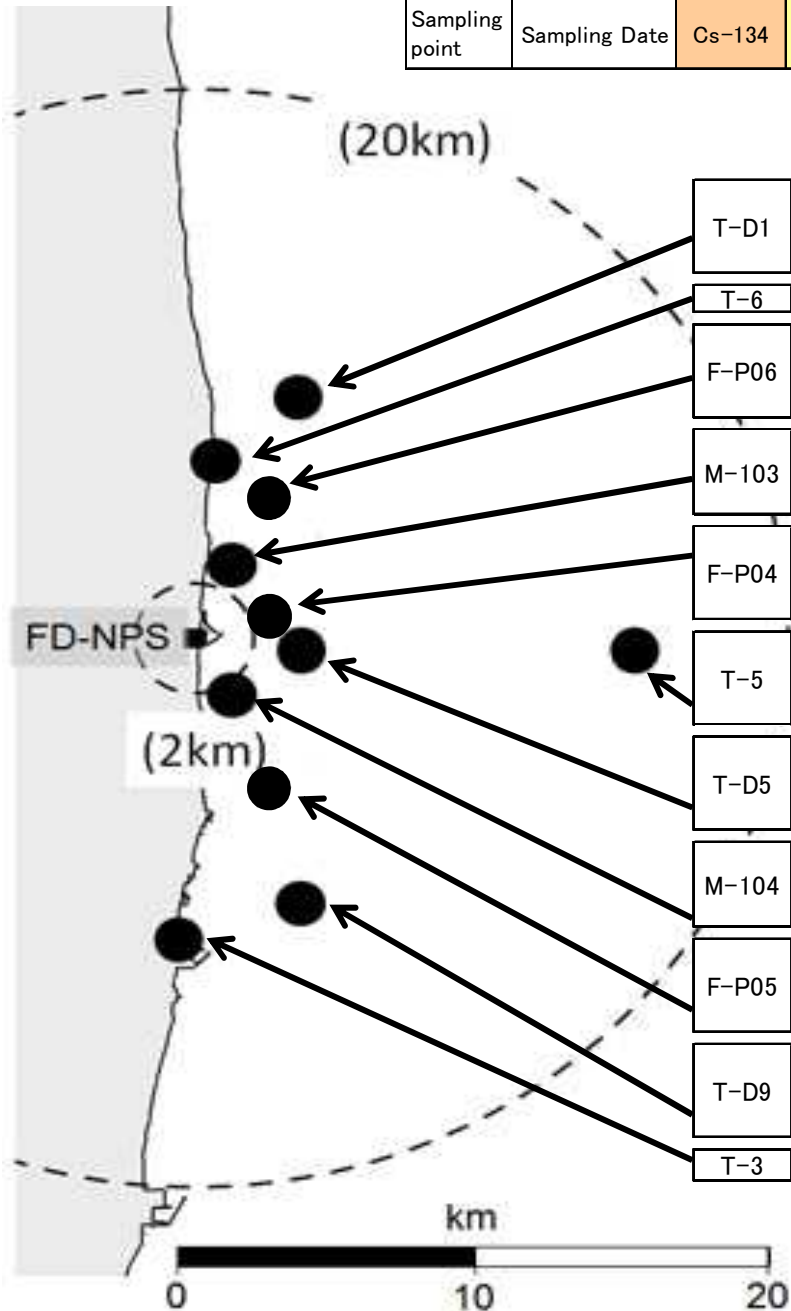 Sampling point
Sampling Date
Cs-134
(20km)
T-D1
T-6
F-P06
M-103
F-P04
FD-NPS
T-5
(2km)
T-D5
M-104
F-P05
T-D9
T-3
km
0 10 20